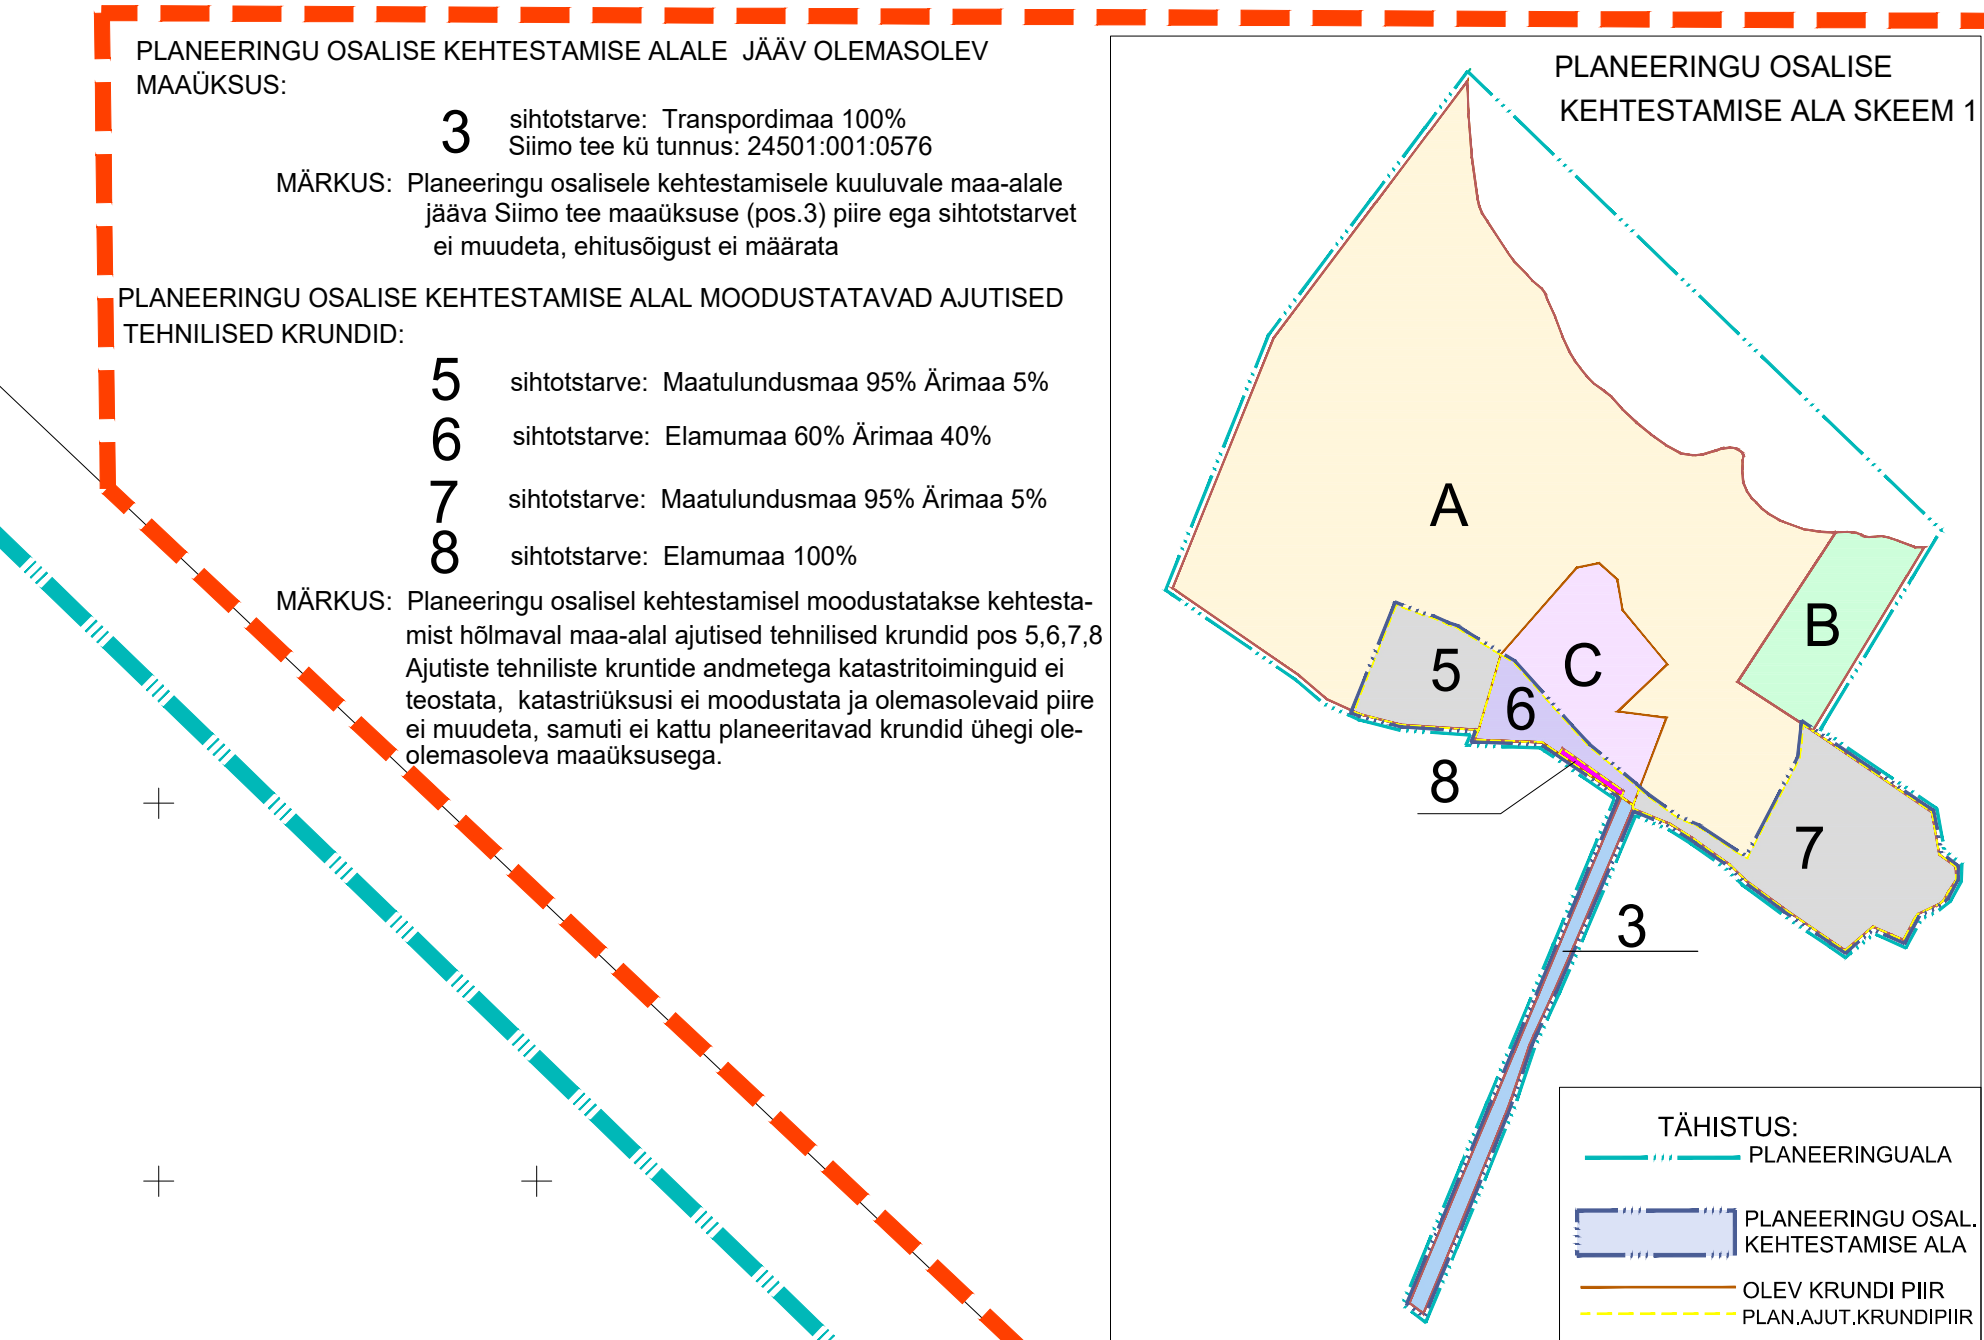 PLANEERINGU OSALISE KEHTESTAMISE ALALE JÄÄV OLEMASOLEV
MAAÜKSUS:
3 sihtotstarve: Transpordimaa 100%
Siimo tee kü tunnus: 24501:001:0576
MÄRKUS: Planeeringu osalisele kehtestamisele kuuluvale maa-alale
jääva Siimo tee maaüksuse (pos.3) piire ega sihtotstarvet
ei muudeta, ehitusõigust ei määrata
PLANEERINGU OSALISE KEHTESTAMISE ALAL MOODUSTATAVAD AJUTISED
TEHNILISED KRUNDID:
5 sihtotstarve: Maatulundusmaa 95% Ärimaa 5%
6 sihtotstarve: Elamumaa 60% Ärimaa 40%
7 sihtotstarve: Maatulundusmaa 95% Ärimaa 5%
8 sihtotstarve: Elamumaa 100%
MÄRKUS: Planeeringu osalisel kehtestamisel moodustatakse kehtesta-
mist hõlmaval maa-alal ajutised tehnilised krundid pos 5,6,7,8
Ajutiste tehniliste kruntide andmetega katastritoiminguid ei
teostata, katastriüksusi ei moodustata ja olemasolevaid piire
ei muudeta, samuti ei kattu planeeritavad krundid ühegi ole-
olemasoleva maaüksusega.
PLANEERINGU OSALISE
KEHTESTAMISE ALA SKEEM 1
A
B
C
5
6
8
7
3
TÄHISTUS:
PLANEERINGUALA
PLANEERINGU OSAL.
KEHTESTAMISE ALA
OLEV KRUNDI PIIR
PLAN.AJUT.KRUNDIPIIR